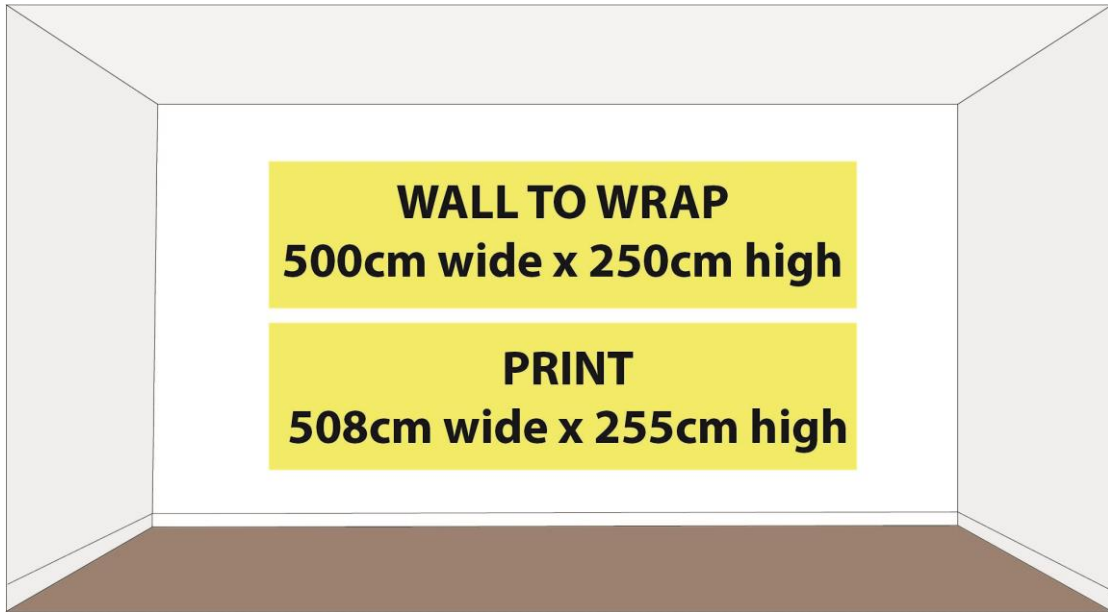 WALL TO WRAP
500cm wide x 250cm high
PRINT
508cm wide x 255cm high